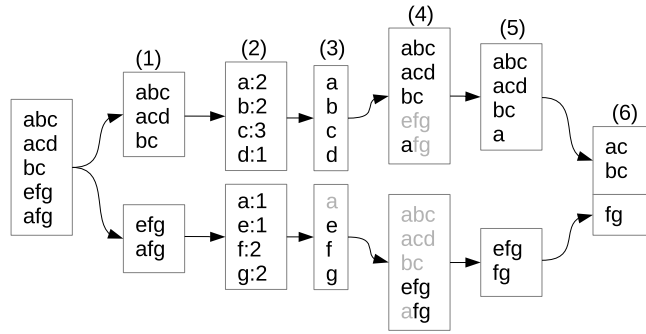 abc
acd
bc
efg
afg
(1)
abc
acd
bc
efg
afg
(2)
a:2
b:2
c:3
d:1
a:1
e:1
f:2
g:2
(3)
a
b
c
d
a
e
f
g
(4)
abc
acd
bc
efg
afg
abc
acd
bc
efg
afg
(5)
abc
acd
bc
a
efg
fg
(6)
ac
bc
fg